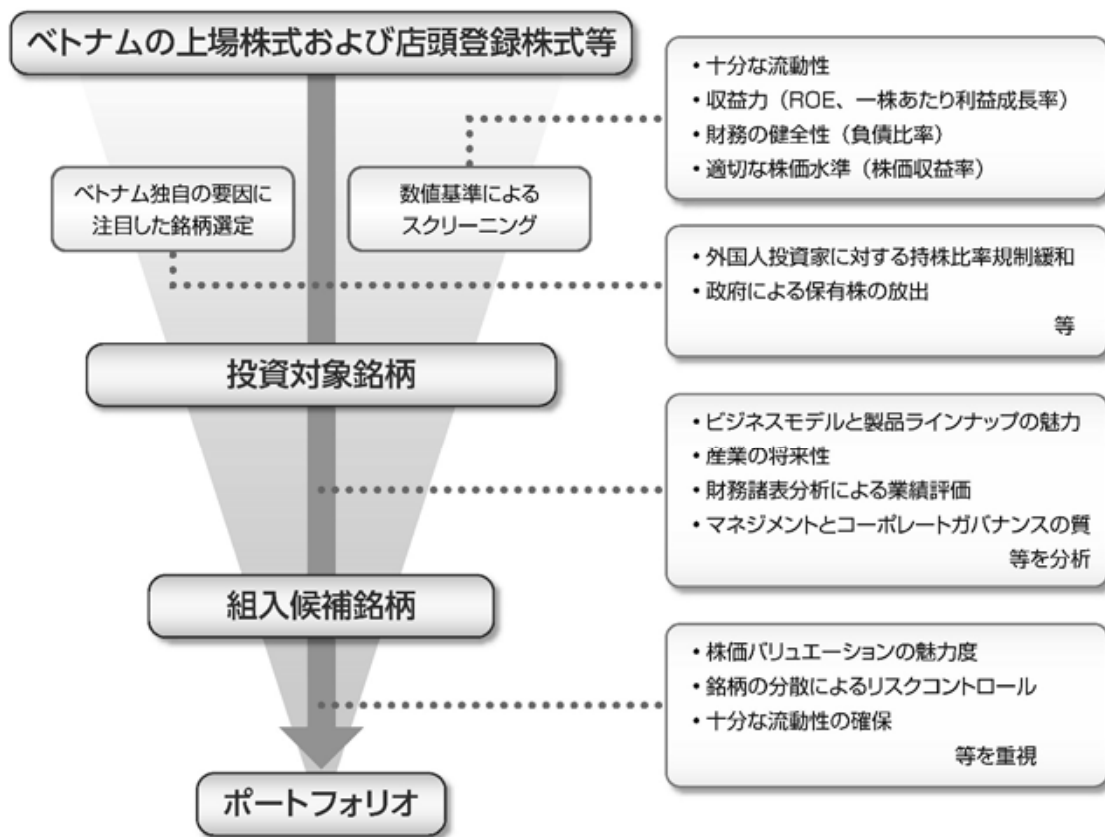 ベトナムの上場株式および店頭登録株式等
・十分な流動性
・収益力（ROE、一株あたり利益成長率）
・財務の健全性（負債比率）
・適切な株価水準（株価収益率）
ベトナム独自の要因に
注目した銘柄選定
数値基準による
スクリーニング
・外国人投資家に対する持株比率規制緩和
・政府による保有株の放出
等
投資対象銘柄
・ビジネスモデルと製品ラインナップの魅力
・産業の将来性
・財務諸表分析による業績評価
・マネジメントとコーポレートガバナンスの質
等を分析
組入候補銘柄
・株価バリュエーションの魅力度
・銘柄の分散によるリスクコントロール
・十分な流動性の確保
等を重視
ポートフォリオ